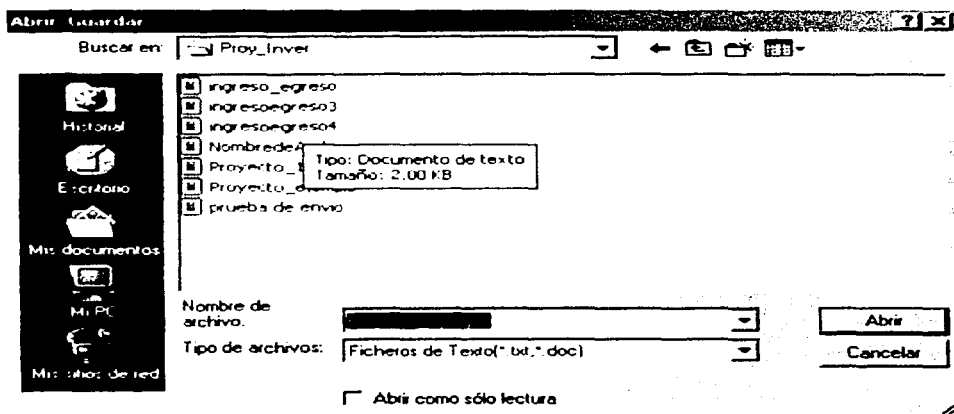 Abrir Guardar
Buscar en: Proy_Inver
Historial
Escritorio
Mis documentos
Mi PC
Mis sitios de red
ingreso_egreso
ingresoegreso3
ingresoegreso4
NombredeA
Proyecto_
Proyecto_
prueba de envio
Tipo: Documento de texto
Tamaño: 2.00 KB
Nombre de
archivo.
Tipo de archivos: Ficheros de Texto(*.txt,*.doc)
Abrir como sólo lectura
Abrir
Cancelar